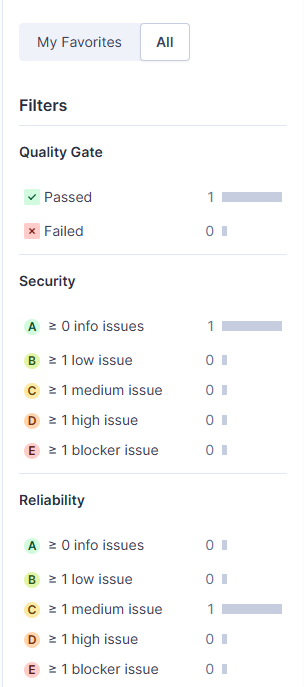 My Favorites All
Filters
Quality Gate
Passed 1
Failed 0
Security
A ≥ 0 info issues 1
B ≥ 1 low issue 0
C ≥ 1 medium issue 0
D ≥ 1 high issue 0
E ≥ 1 blocker issue 0
Reliability
A ≥ 0 info issues 0
B ≥ 1 low issue 0
C ≥ 1 medium issue 1
D ≥ 1 high issue 0
E ≥ 1 blocker issue 0